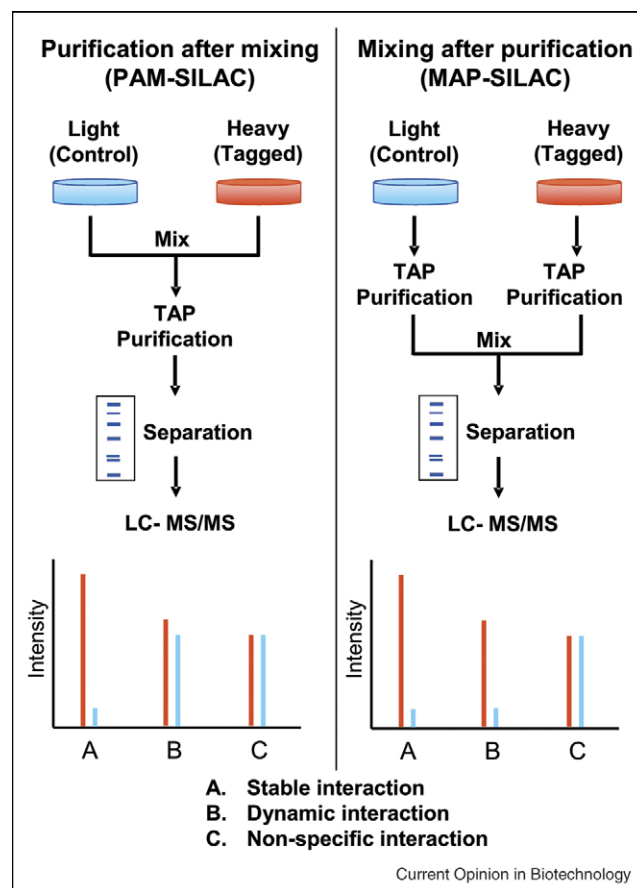 Purification after mixing
(PAM-SILAC)
Light
(Control)
Heavy
(Tagged)
Mix
TAP
Purification
Separation
LC- MS/MS
Intensity
A
B
C
Mixing after purification
(MAP-SILAC)
Light
(Control)
Heavy
(Tagged)
TAP
Purification
TAP
Purification
Mix
Separation
LC- MS/MS
Intensity
A
B
C
A. Stable interaction
B. Dynamic interaction
C. Non-specific interaction
Current Opinion in Biotechnology